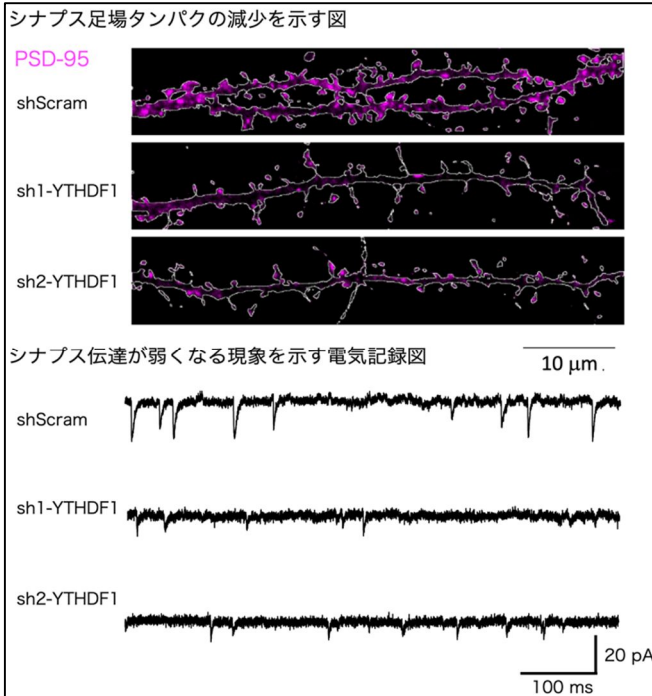 シナプス足場タンパクの減少を示す図
PSD-95
shScram
sh1-YTHDF1
sh2-YTHDF1
シナプス伝達が弱くなる現象を示す電気記録図
10 μm .
shScram
sh1-YTHDF1
sh2-YTHDF1
20 pA
100 ms